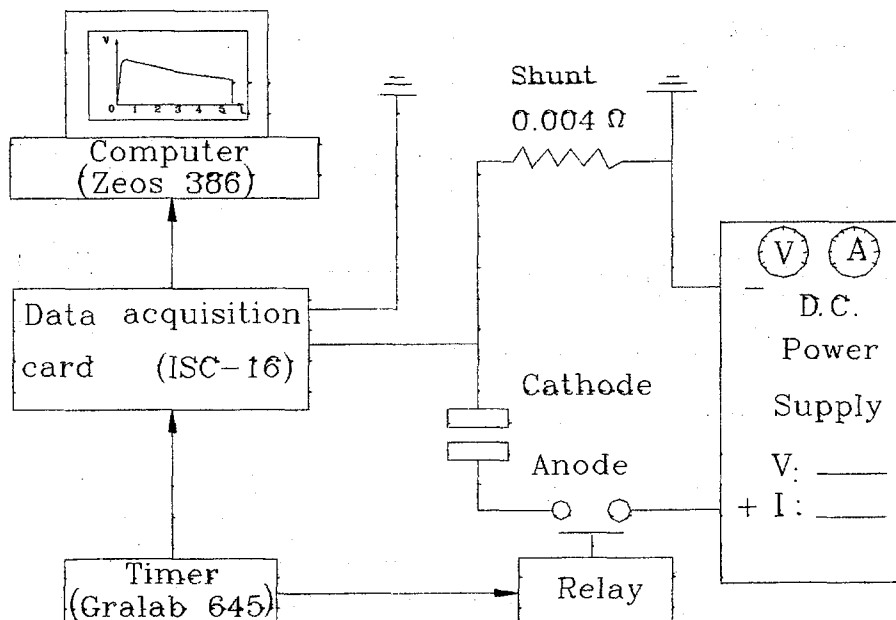 V
0 1 2 3 4 5 t
Computer
(Zeos 386)
Shunt
0.004 Ω
V A
−
D.C.
Power
Supply
V: ____
+ I : ____
Data acquisition
card (ISC-16)
Cathode
Anode
Timer
(Gralab 645)
Relay